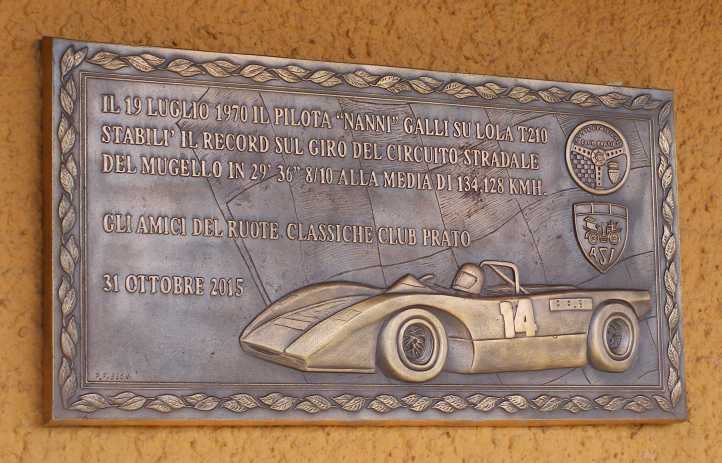 IL 19 LUGLIO 1970 IL PILOTA “NANNI” GALLI SU LOLA T210
STABILI’ IL RECORD SUL GIRO DEL CIRCUITO STRADALE
DEL MUGELLO IN 29’ 36” 8/10 ALLA MEDIA DI 134,128 KMH.
GLI AMICI DEL RUOTE CLASSICHE CLUB PRATO
31 OTTOBRE 2015
ASI
14